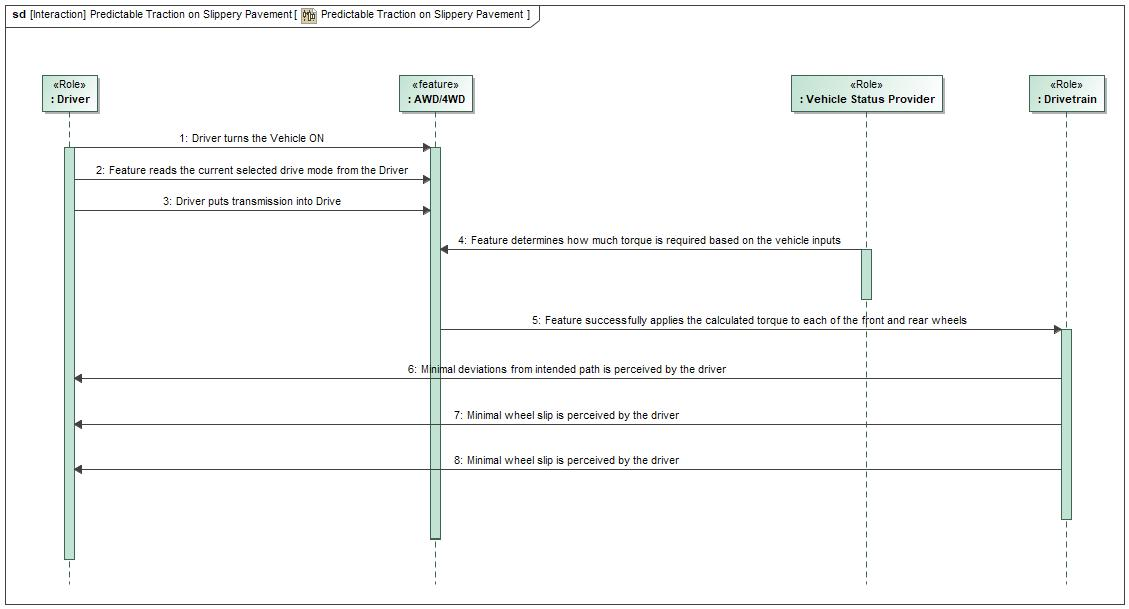 sd [Interaction] Predictable Traction on Slippery Pavement [ Predictable Traction on Slippery Pavement ]
«Role»
: Driver
«feature»
: AWD/4WD
«Role»
: Vehicle Status Provider
«Role»
: Drivetrain
1: Driver turns the Vehicle ON
2: Feature reads the current selected drive mode from the Driver
3: Driver puts transmission into Drive
4: Feature determines how much torque is required based on the vehicle inputs
5: Feature successfully applies the calculated torque to each of the front and rear wheels
6: Minimal deviations from intended path is perceived by the driver
7: Minimal wheel slip is perceived by the driver
8: Minimal wheel slip is perceived by the driver